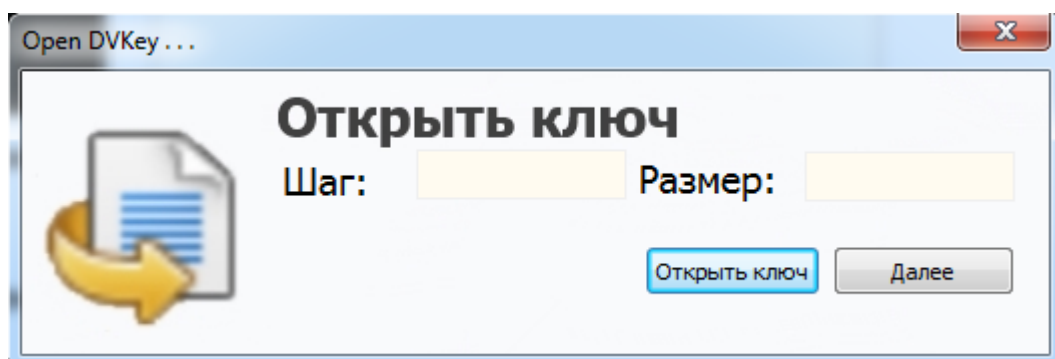 Open DVKey . . .
Открыть ключ
Шаг: Размер:
Открыть ключ Далее